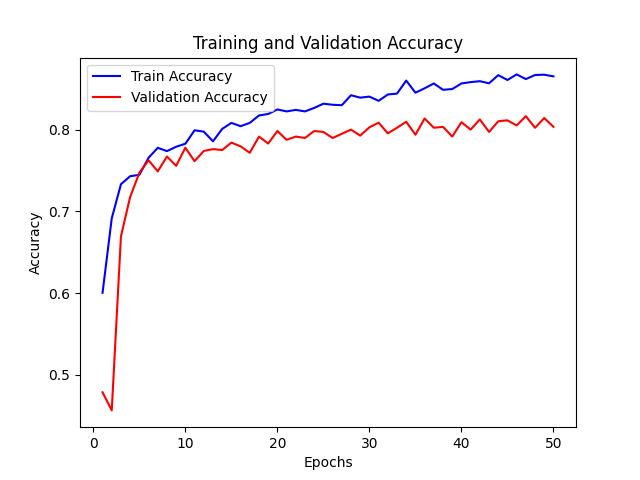 Training and Validation Accuracy
Train Accuracy
Validation Accuracy
Accuracy
0.8
0.7
0.6
0.5
0 10 20 30 40 50
Epochs